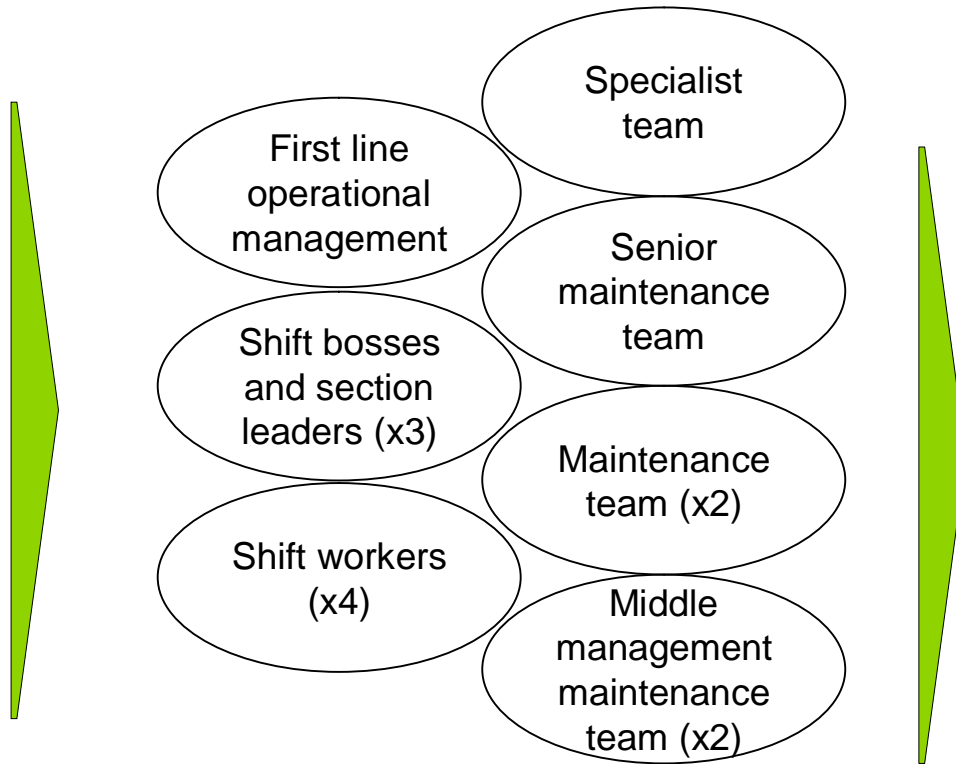 First line
operational
management
Shift bosses
and section
leaders (x3)
Shift workers
(x4)
Specialist
team
Senior
maintenance
team
Maintenance
team (x2)
Middle
management
maintenance
team (x2)